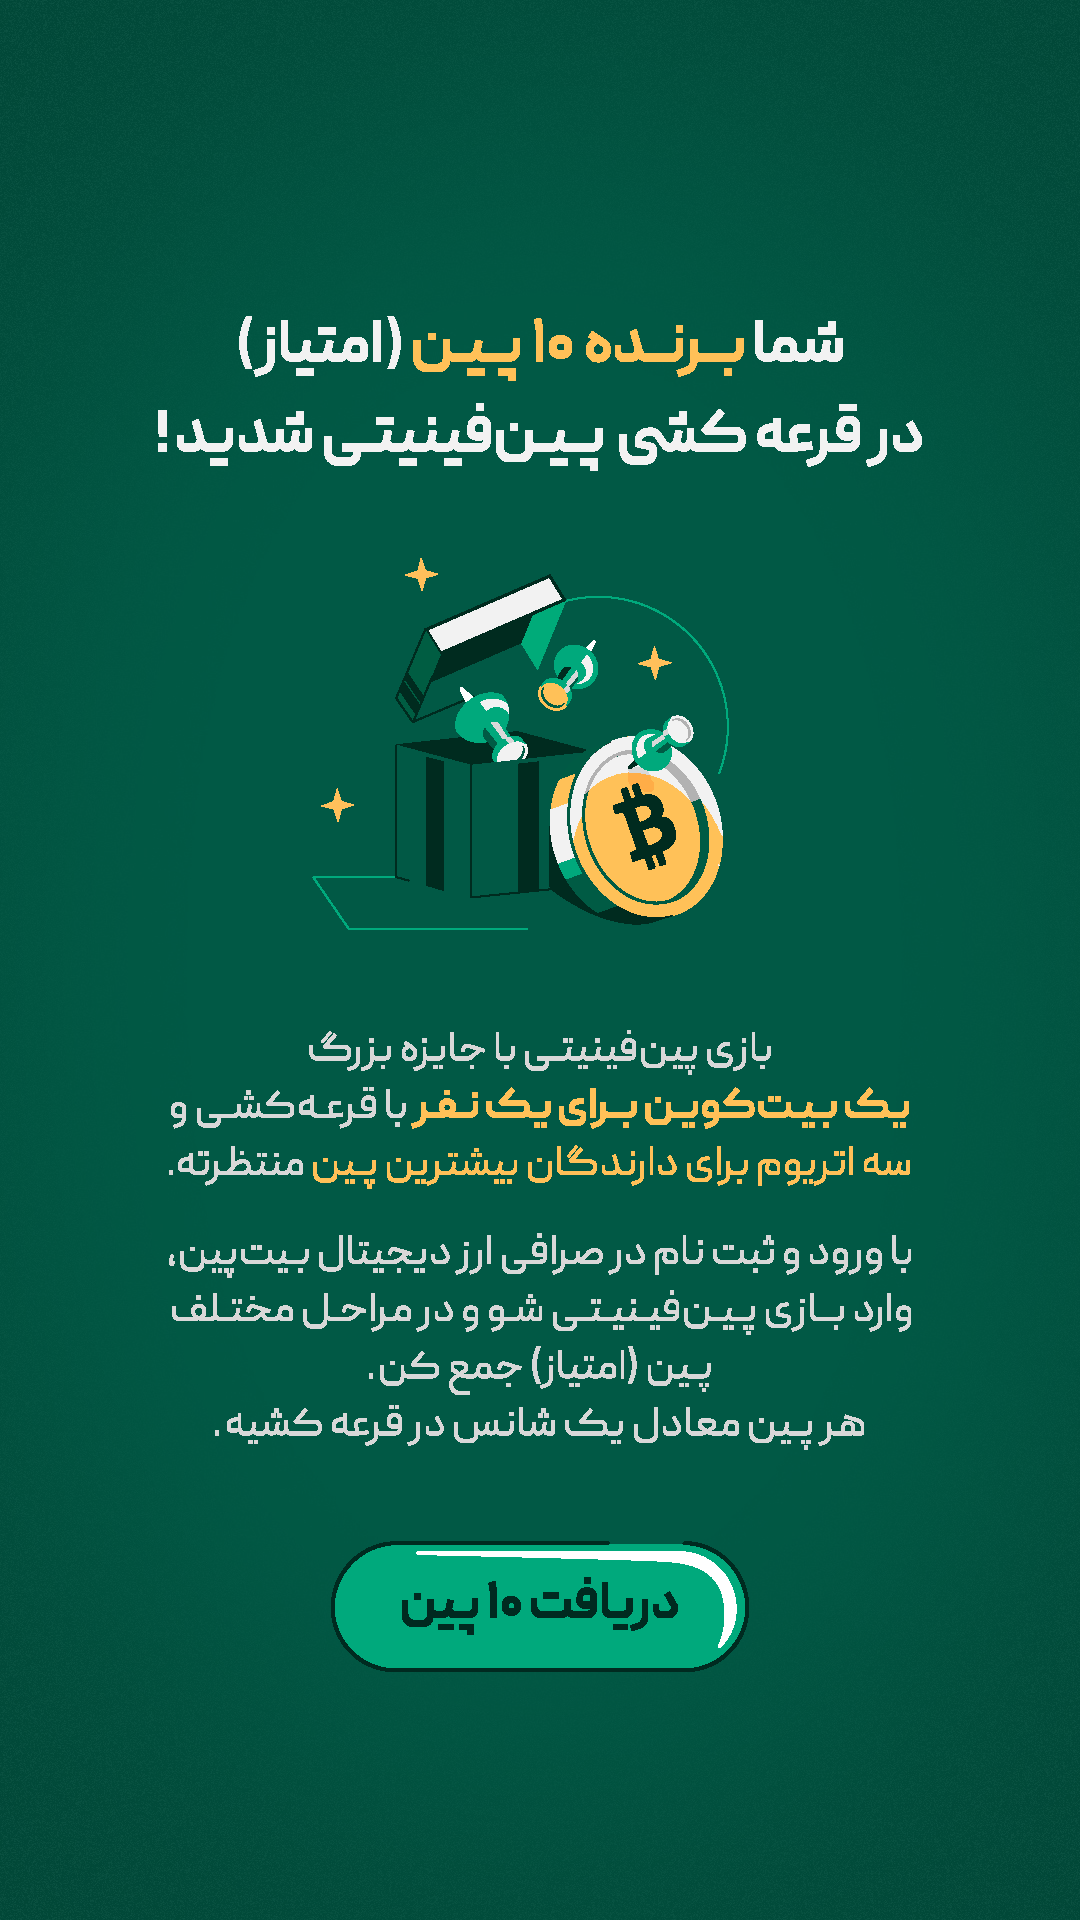 شما برنده ۱۰ پین (امتیاز)
در قرعه کشی پین‌فینیتی شدید!
بازی پین‌فینیتی با جایزه بزرگ
یک بیت‌کوین برای یک نفر با قرعه‌کشی و
سه اتریوم برای دارندگان بیشترین پین منتظرته.
با ورود و ثبت نام در صرافی ارز دیجیتال بیت‌پین،
وارد بازی پین‌فینیتی شو و در مراحل مختلف
پین (امتیاز) جمع کن.
هر پین معادل یک شانس در قرعه کشیه.
دریافت ۱۰ پین